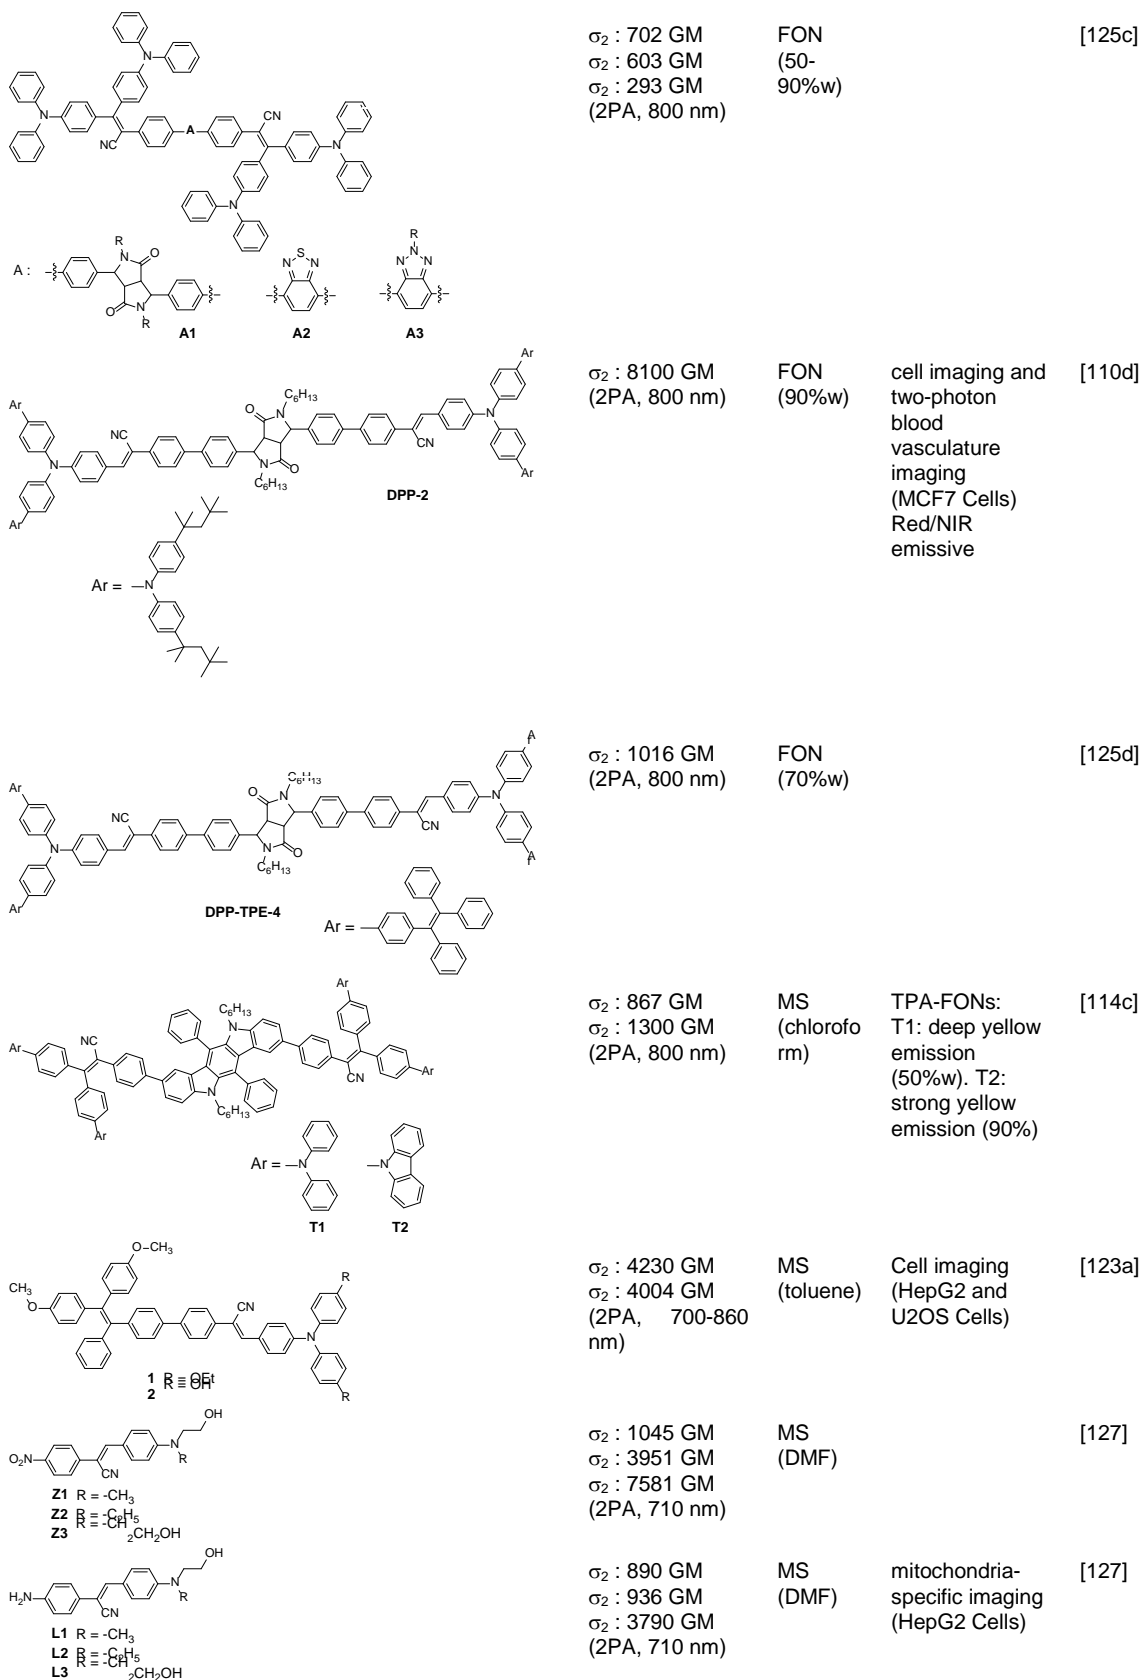 σ2 : 702 GM FON [125c]
σ2 : 603 GM (50-
σ2 : 293 GM 90%w)
(2PA, 800 nm)
N
N
CN
A
NC
N
N
R
N
O
O
N
R
S
N N
R
N
N N
A :
A1 A2 A3
σ2 : 8100 GM FON cell imaging and [110d]
(2PA, 800 nm) (90%w) two-photon
blood
vasculature
imaging
(MCF7 Cells)
Red/NIR
emissive
Ar
C6H13
O
N
Ar
NC
N
CN
N
O
N
C6H13
Ar
Ar
DPP-2
Ar = N
σ2 : 1016 GM FON [125d]
(2PA, 800 nm) (70%w)
Ar
C6H13
O
N
Ar
NC
N
CN
N
O
N
C6H13
Ar
Ar
DPP-TPE-4
Ar =
σ2 : 867 GM MS TPA-FONs: [114c]
σ2 : 1300 GM (chlorofo T1: deep yellow
(2PA, 800 nm) rm) emission
(50%w). T2:
strong yellow
emission (90%)
Ar
C6H13
N
Ar
NC
CN
Ar
N
C6H13
Ar
Ar = N N
T1 T2
σ2 : 4230 GM MS Cell imaging [123a]
σ2 : 4004 GM (toluene) (HepG2 and
(2PA, 700-860 U2OS Cells)
nm)
O-CH3
CH3
O
CN
R
N
R
1 R = OEt
2 R = OH
σ2 : 1045 GM MS [127]
σ2 : 3951 GM (DMF)
σ2 : 7581 GM
(2PA, 710 nm)
OH
O2N
N
R
CN
Z1 R = -CH3
Z2 R = -C2H5
Z3 R = -CH2CH2OH
σ2 : 890 GM MS mitochondria- [127]
σ2 : 936 GM (DMF) specific imaging
σ2 : 3790 GM (HepG2 Cells)
(2PA, 710 nm)
OH
H2N
N
R
CN
L1 R = -CH3
L2 R = -C2H5
L3 R = -CH2CH2OH